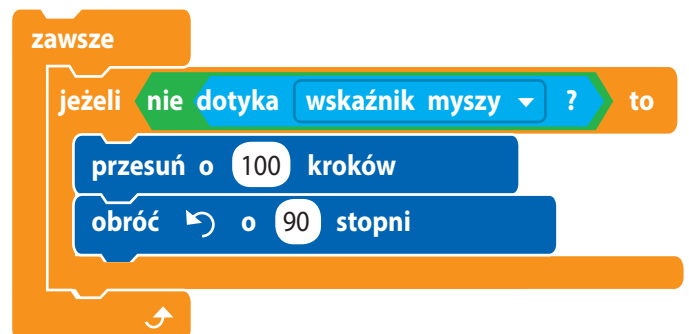 zawsze
jeżeli nie dotyka wskaźnik myszy ? to
przesuń o 100 kroków
obróć o 90 stopni